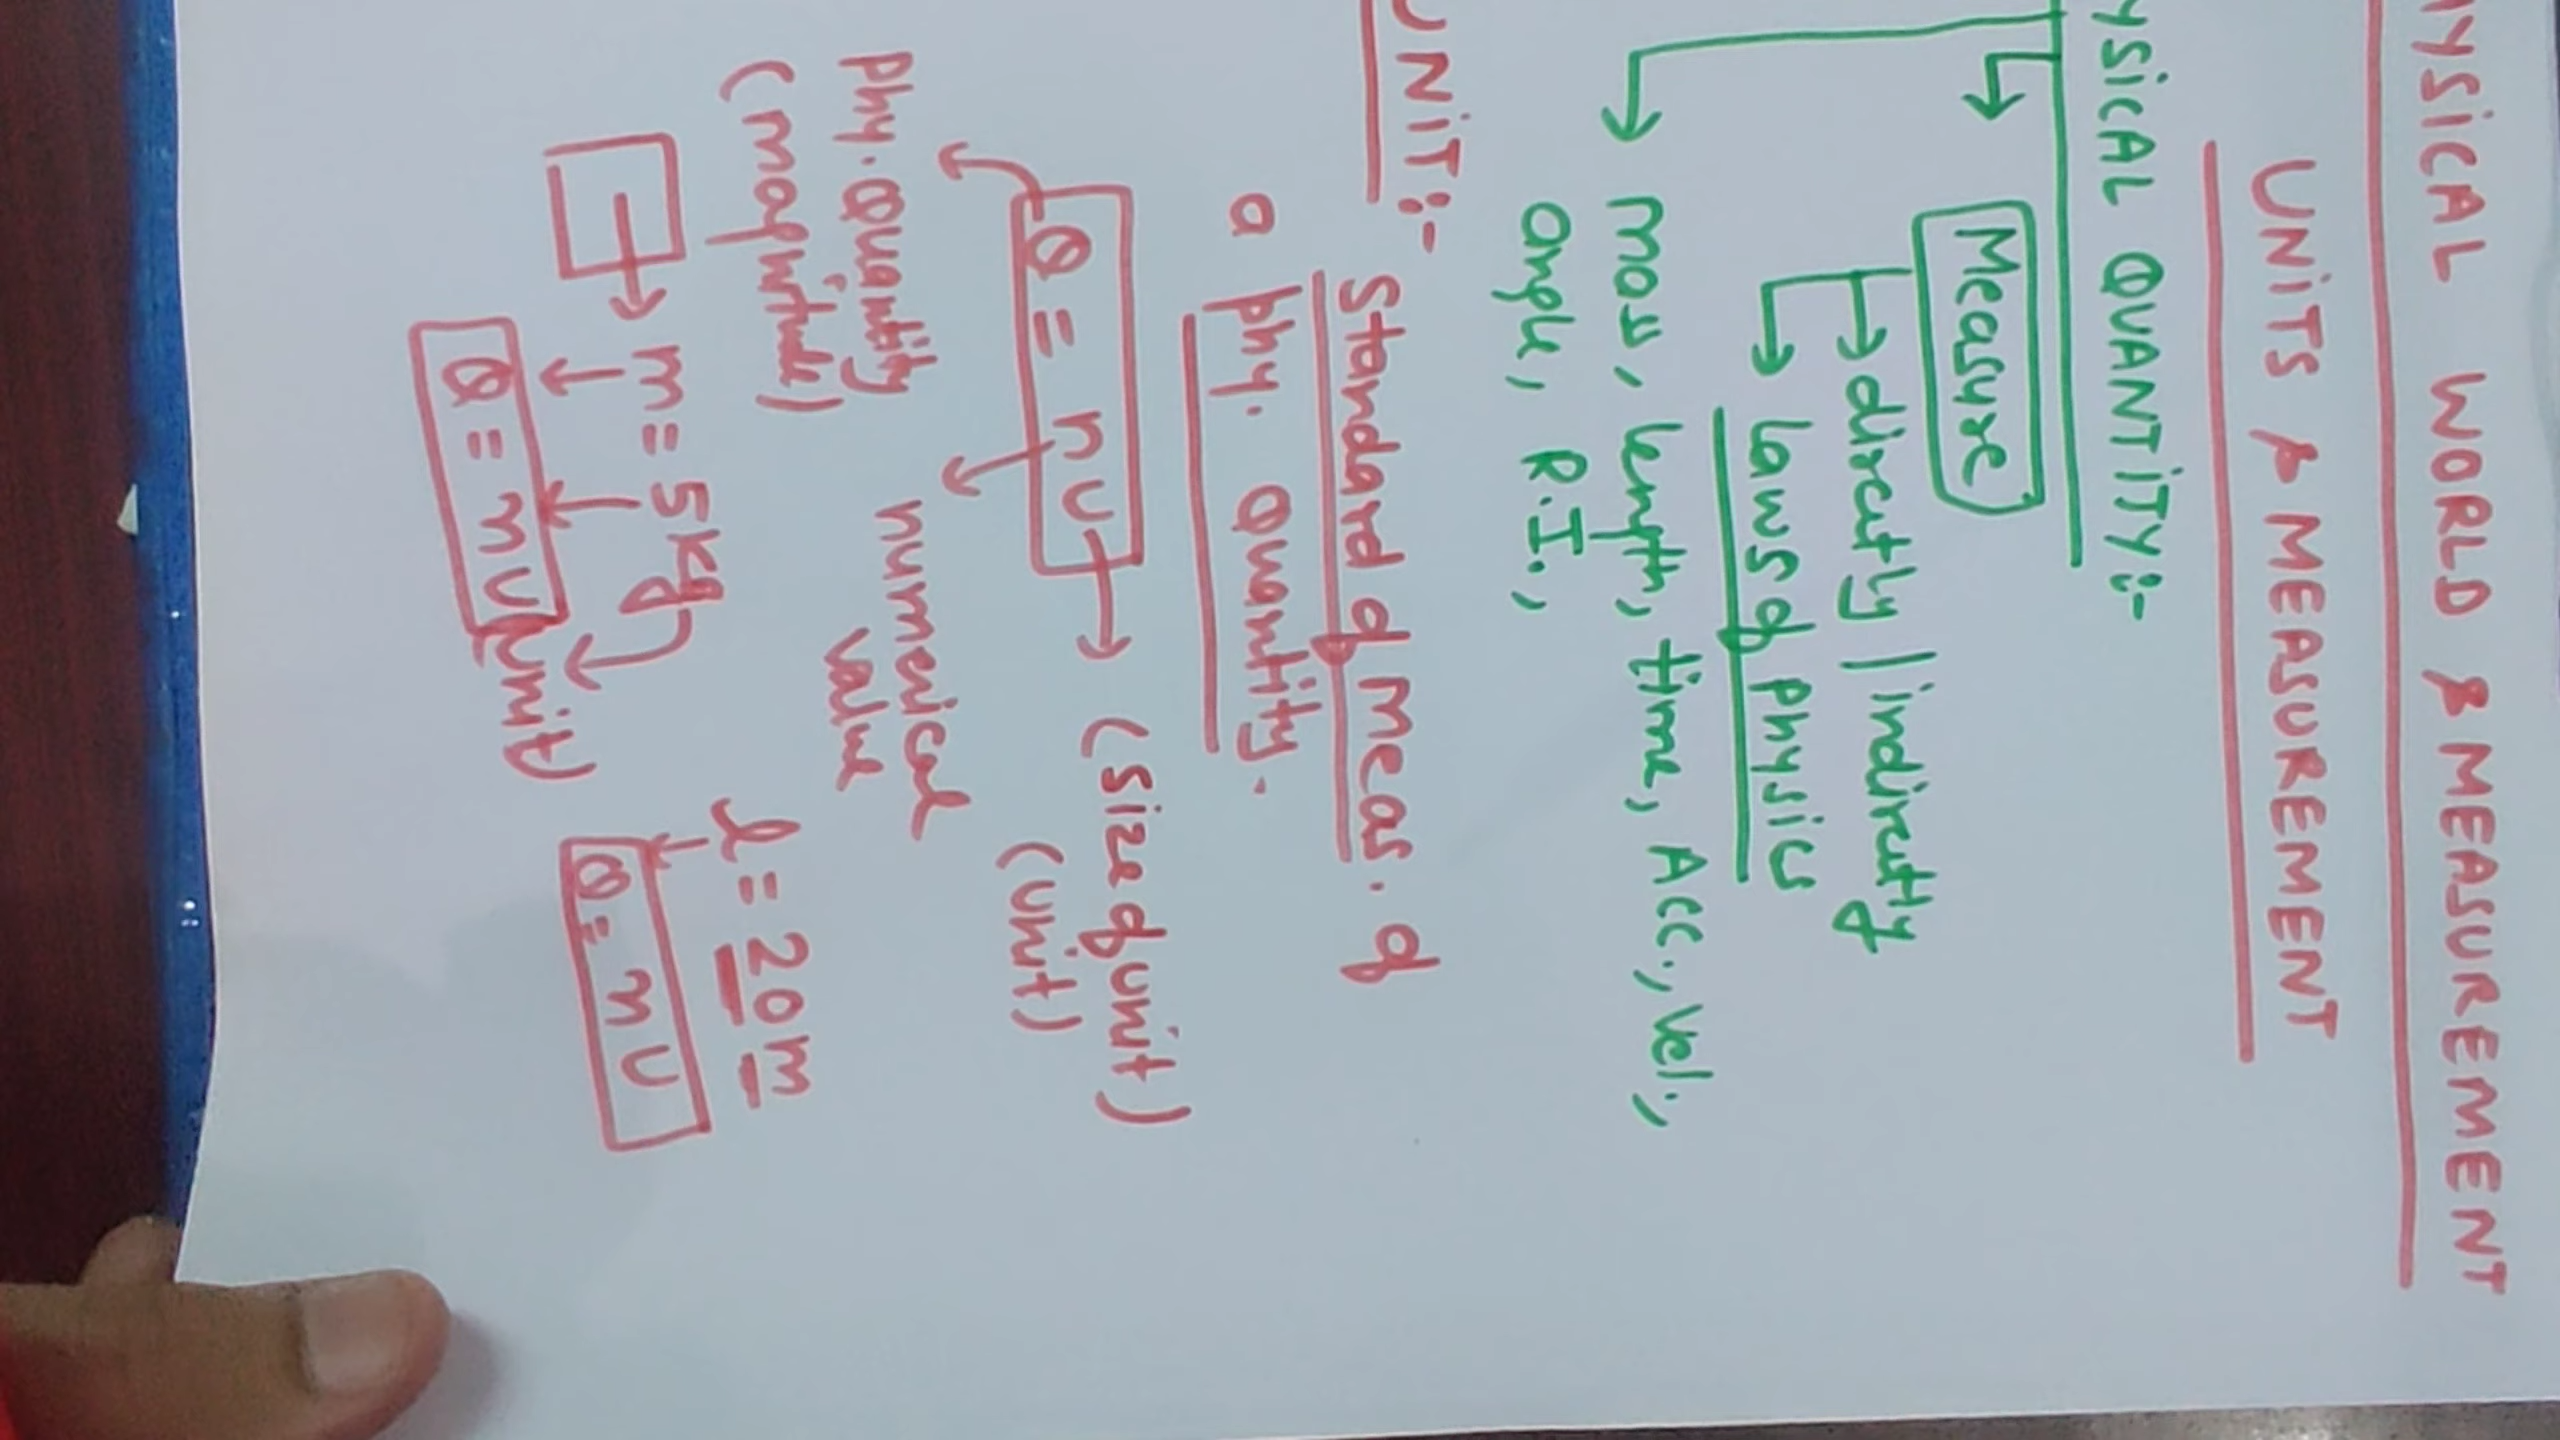 YSICAL WORLD & MEASUREMENT
UNITS & MEASUREMENT
YSICAL QUANTITY:-
Measure
directly | indirectly
laws of physics
mass, length, time, Acc., Vel.,
angle, R.I.,
UNIT:-
Standard of meas. of
a phy. Quantity.
Q = nu
(size of unit)
(unit)
Phy. Quantity
(magnitude)
numerical
value
m = 5kg
Q = nu
(unit)
l = 20m
Q = nu